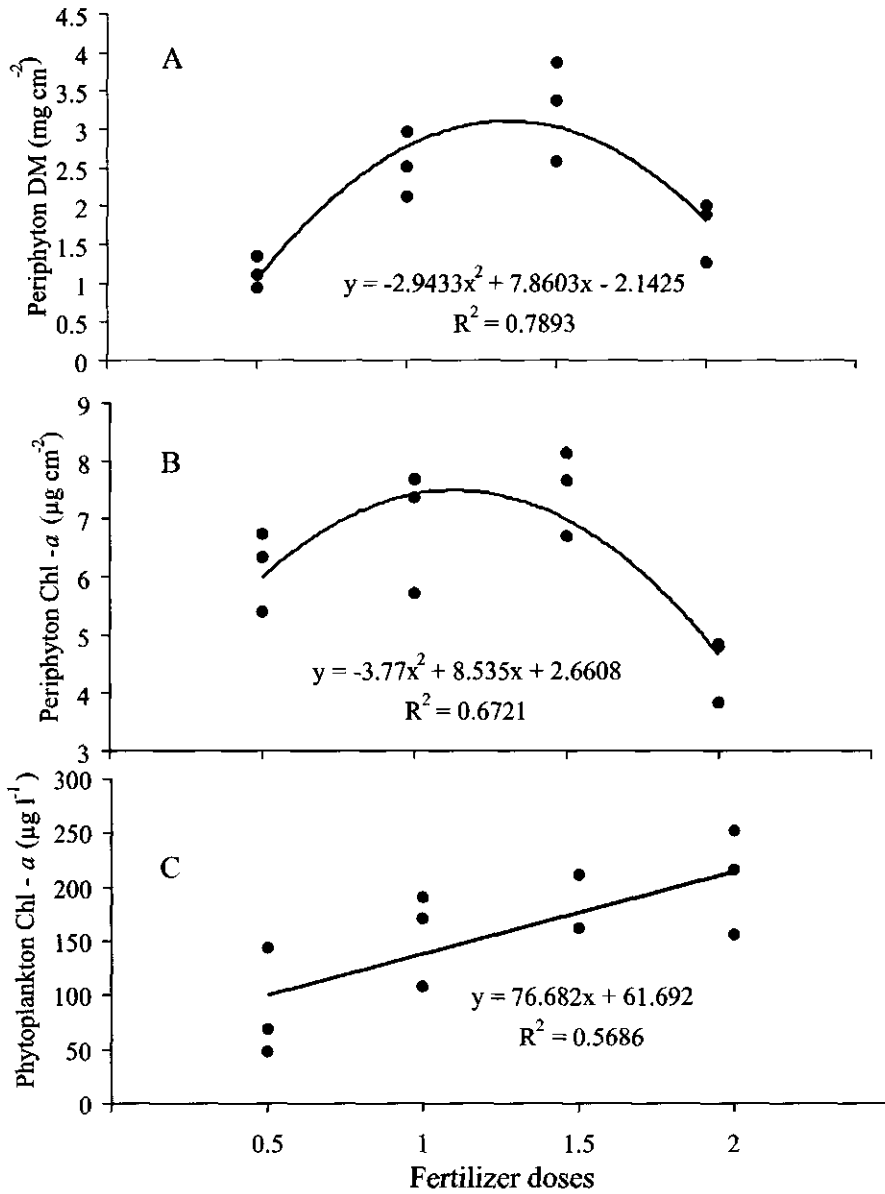 A
Periphyton DM (mg cm⁻²)
4.5
4
3.5
3
2.5
2
1.5
1
0.5
0
y = -2.9433x² + 7.8603x - 2.1425
R² = 0.7893
B
Periphyton Chl -a (µg cm⁻²)
9
8
7
6
5
4
3
y = -3.77x² + 8.535x + 2.6608
R² = 0.6721
C
Phytoplankton Chl - a (µg l⁻¹)
300
250
200
150
100
50
0
y = 76.682x + 61.692
R² = 0.5686
0.5 1 1.5 2
Fertilizer doses